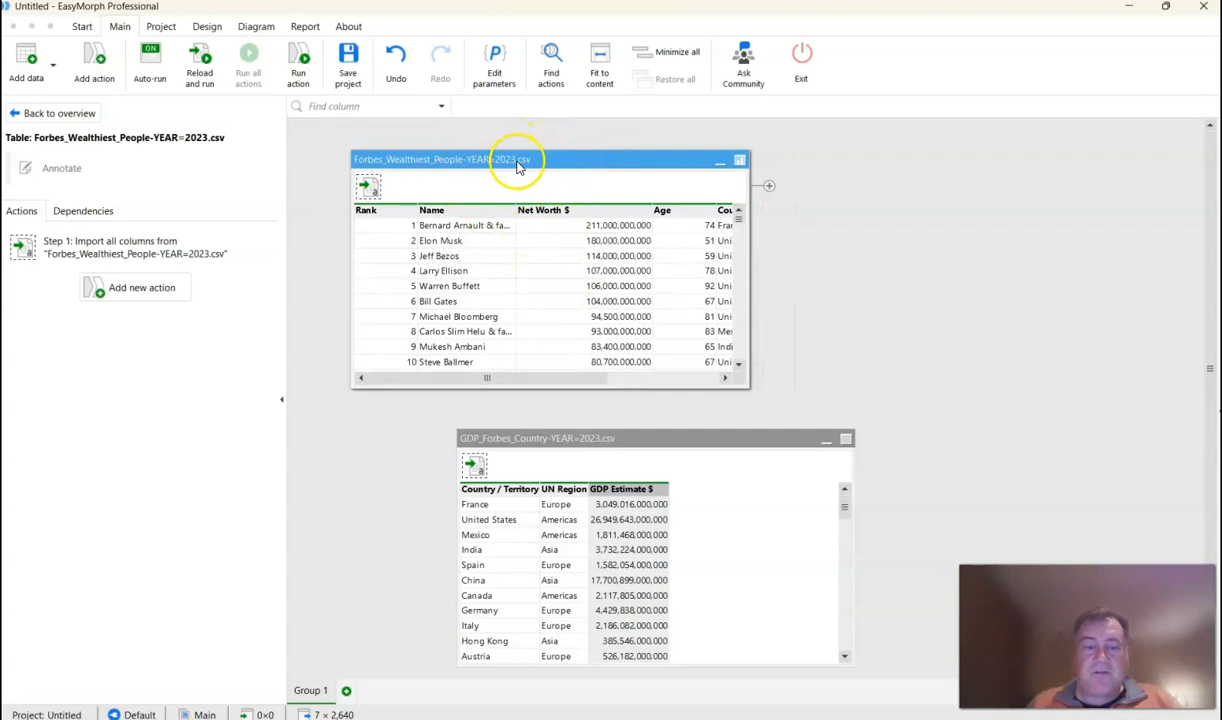 Untitled - EasyMorph Professional
Start Main Project Design Diagram Report About
Add data Add action Auto-run Reload and run Run all actions Run action Save project Undo Redo Edit parameters Find actions Fit to content Minimize all Restore all Ask Community Exit
ON
Back to overview
Find column
Table: Forbes_Wealthiest_People-YEAR=2023.csv
Annotate
Actions Dependencies
Step 1: Import all columns from
"Forbes_Wealthiest_People-YEAR=2023.csv"
Add new action
Forbes_Wealthiest_People-YEAR=2023.csv
Rank Name Net Worth $ Age Cou
1 Bernard Arnault & fa... 211,000,000,000 74 Fra
2 Elon Musk 180,000,000,000 51 Uni
3 Jeff Bezos 114,000,000,000 59 Uni
4 Larry Ellison 107,000,000,000 78 Uni
5 Warren Buffett 106,000,000,000 92 Uni
6 Bill Gates 104,000,000,000 67 Uni
7 Michael Bloomberg 94,500,000,000 81 Uni
8 Carlos Slim Helu & fa... 93,000,000,000 83 Mex
9 Mukesh Ambani 83,400,000,000 65 Indi
10 Steve Ballmer 80,700,000,000 67 Uni
GDP_Forbes_Country-YEAR=2023.csv
Country / Territory UN Region GDP Estimate $
France Europe 3,049,016,000,000
United States Americas 26,949,643,000,000
Mexico Americas 1,811,468,000,000
India Asia 3,732,224,000,000
Spain Europe 1,582,054,000,000
China Asia 17,700,899,000,000
Canada Americas 2,117,805,000,000
Germany Europe 4,429,838,000,000
Italy Europe 2,186,082,000,000
Hong Kong Asia 385,546,000,000
Austria Europe 526,182,000,000
Group 1
Project: Untitled Default Main 0×0 7 × 2,640